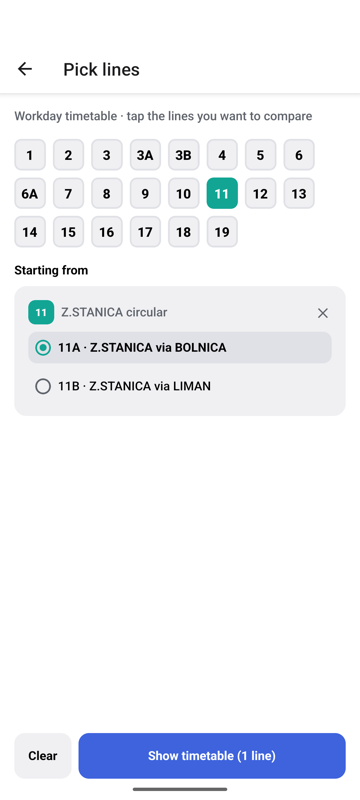 Pick lines
Workday timetable · tap the lines you want to compare
1 2 3 3A 3B 4 5 6
6A 7 8 9 10 11 12 13
14 15 16 17 18 19
Starting from
11 Z.STANICA circular
11A · Z.STANICA via BOLNICA
11B · Z.STANICA via LIMAN
Clear Show timetable (1 line)